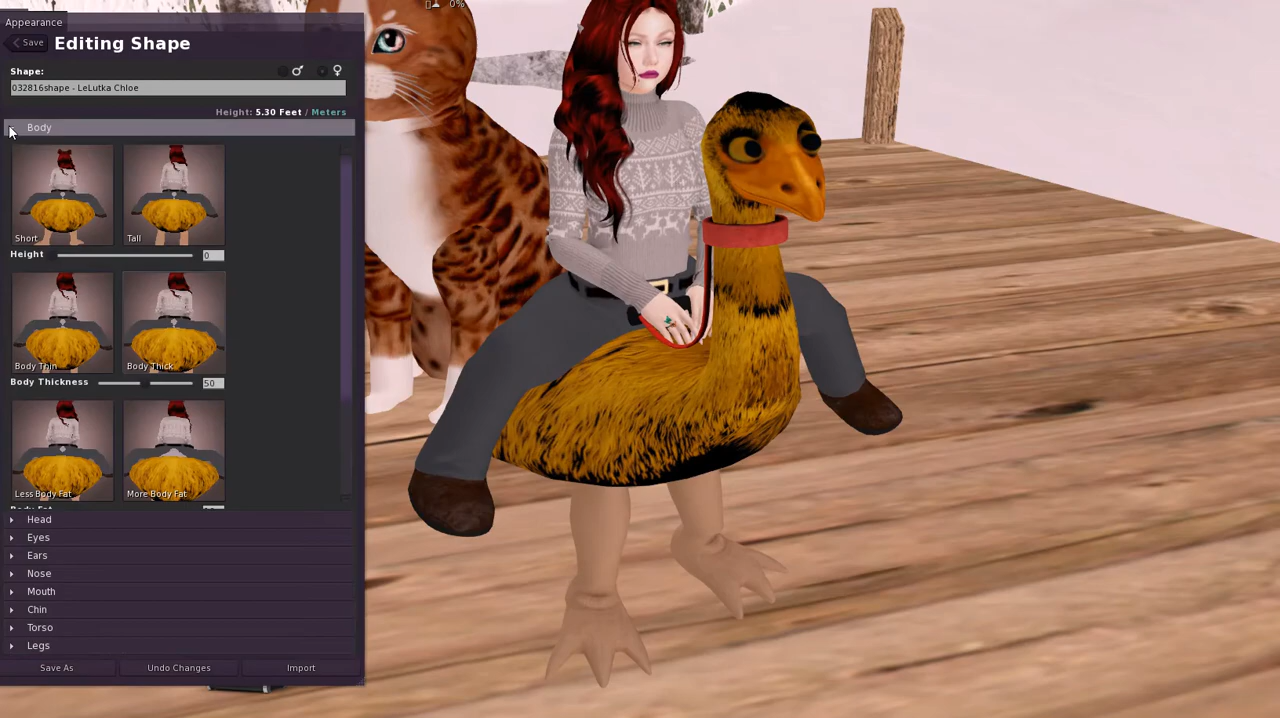 0%
Appearance
Save
Editing Shape
Shape:
032816shape - LeLutka Chloe
Height: 5.30 Feet / Meters
Body
Short
Tall
Height
0
Body Thin
Body Thick
Body Thickness
50
Less Body Fat
More Body Fat
Head
Eyes
Ears
Nose
Mouth
Chin
Torso
Legs
Save As
Undo Changes
Import